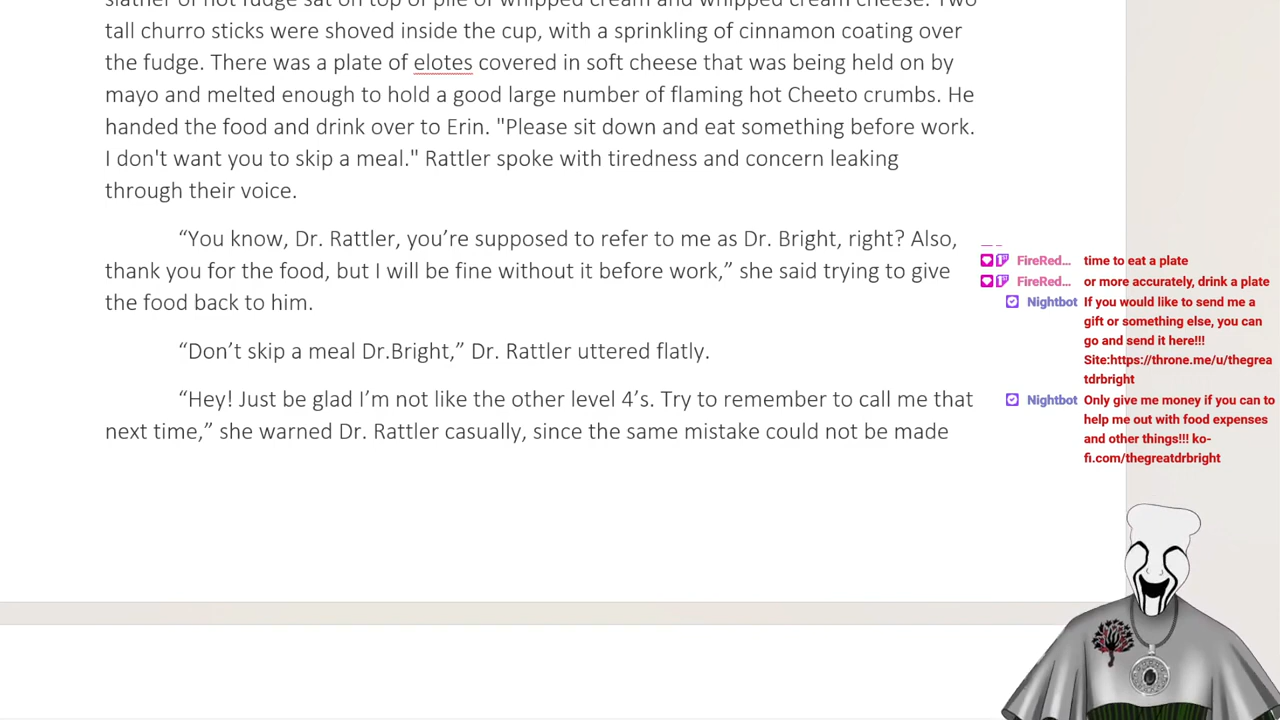 slather of hot fudge sat on top of pile of whipped cream and whipped cream cheese. Two
tall churro sticks were shoved inside the cup, with a sprinkling of cinnamon coating over
the fudge. There was a plate of elotes covered in soft cheese that was being held on by
mayo and melted enough to hold a good large number of flaming hot Cheeto crumbs. He
handed the food and drink over to Erin. "Please sit down and eat something before work.
I don't want you to skip a meal." Rattler spoke with tiredness and concern leaking
through their voice.
“You know, Dr. Rattler, you’re supposed to refer to me as Dr. Bright, right? Also,
thank you for the food, but I will be fine without it before work,” she said trying to give
the food back to him.
“Don’t skip a meal Dr.Bright,” Dr. Rattler uttered flatly.
“Hey! Just be glad I’m not like the other level 4’s. Try to remember to call me that
next time,” she warned Dr. Rattler casually, since the same mistake could not be made
FireRed... time to eat a plate
FireRed... or more accurately, drink a plate
Nightbot If you would like to send me a
gift or something else, you can
go and send it here!!!
Site:https://throne.me/u/thegrea
tdrbright
Nightbot Only give me money if you can to
help me out with food expenses
and other things!!! ko-
fi.com/thegreatdrbright